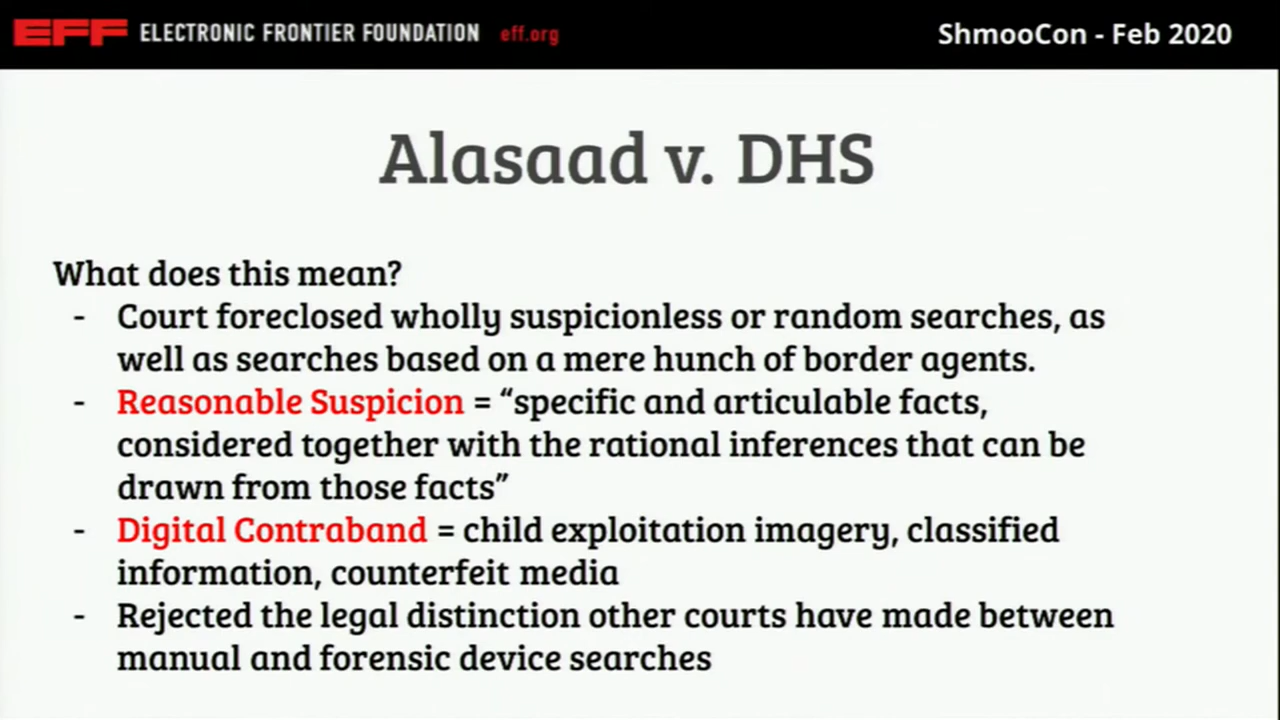 EFF ELECTRONIC FRONTIER FOUNDATION eff.org
ShmooCon - Feb 2020
Alasaad v. DHS
What does this mean?
- Court foreclosed wholly suspicionless or random searches, as
well as searches based on a mere hunch of border agents.
- Reasonable Suspicion = “specific and articulable facts,
considered together with the rational inferences that can be
drawn from those facts”
- Digital Contraband = child exploitation imagery, classified
information, counterfeit media
- Rejected the legal distinction other courts have made between
manual and forensic device searches